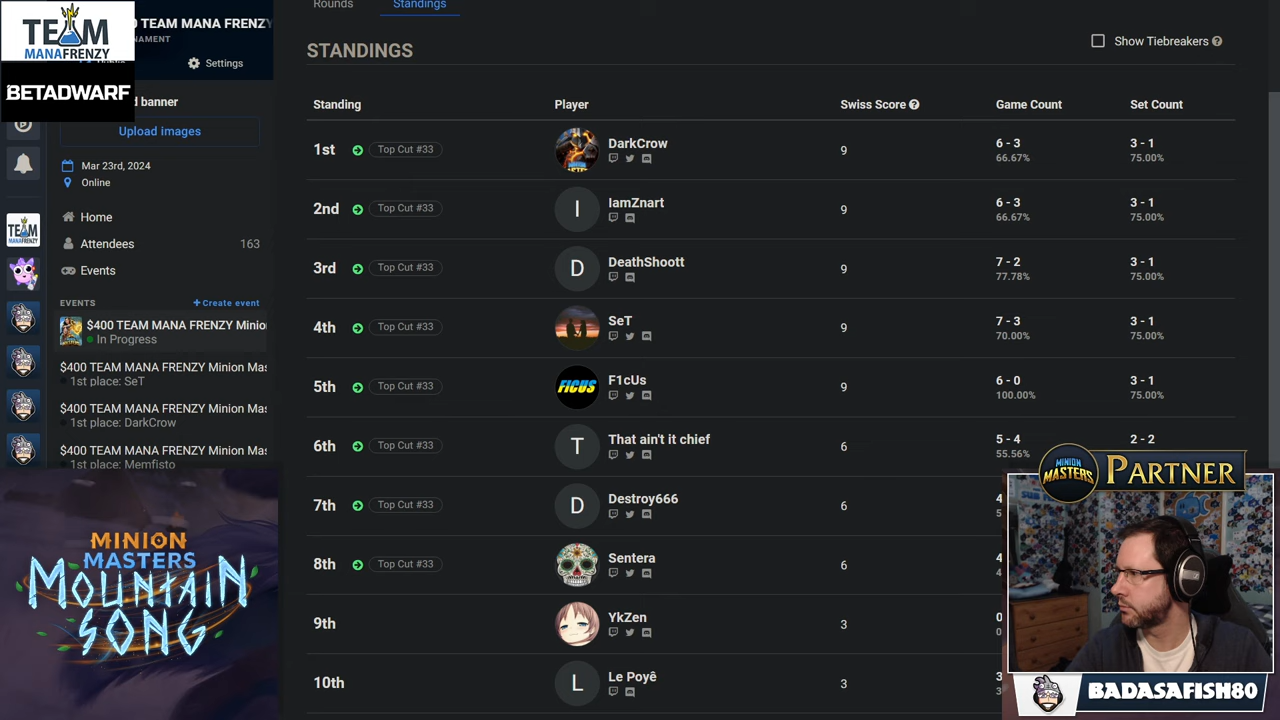 TEAM
MANAFRENZY
BETADWARF
0 TEAM MANA FRENZY
NAMENT
Settings
d banner
Upload images
Mar 23rd, 2024
Online
Home
Attendees 163
Events
EVENTS + Create event
$400 TEAM MANA FRENZY Minio
In Progress
$400 TEAM MANA FRENZY Minion Mas
1st place: SeT
$400 TEAM MANA FRENZY Minion Mas
1st place: DarkCrow
$400 TEAM MANA FRENZY Minion Mas
1st place: Memfisto
MINION
MASTERS
MOUNTAIN
SONG
Rounds Standings
STANDINGS Show Tiebreakers
Standing Player Swiss Score Game Count Set Count
1st Top Cut #33 DarkCrow 9 6 - 3 3 - 1
66.67% 75.00%
2nd Top Cut #33 I IamZnart 9 6 - 3 3 - 1
66.67% 75.00%
3rd Top Cut #33 D DeathShoott 9 7 - 2 3 - 1
77.78% 75.00%
4th Top Cut #33 SeT 9 7 - 3 3 - 1
70.00% 75.00%
5th Top Cut #33 FICUS F1cUs 9 6 - 0 3 - 1
100.00% 75.00%
6th Top Cut #33 T That ain't it chief 6 5 - 4 2 - 2
55.56%
7th Top Cut #33 D Destroy666 6 4
5
8th Top Cut #33 Sentera 6 4
4
9th YkZen 3 0
0
10th L Le Poyê 3 3
MINION
MASTERS
PARTNER
BADASAFISH80